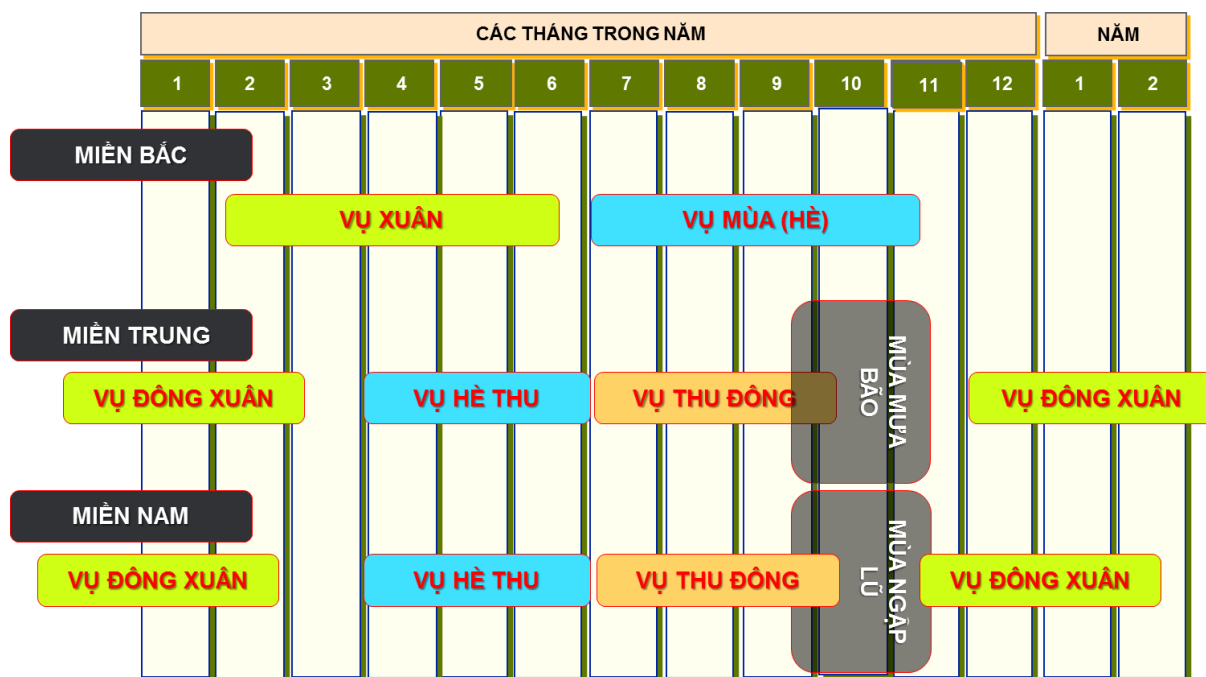 CÁC THÁNG TRONG NĂM
NĂM
1 2 3 4 5 6 7 8 9 10 11 12 1 2
MIỀN BẮC
VỤ XUÂN
VỤ MÙA (HÈ)
MIỀN TRUNG
VỤ ĐÔNG XUÂN
VỤ HÈ THU
VỤ THU ĐÔNG
MÙA MƯA
BÃO
VỤ ĐÔNG XUÂN
MIỀN NAM
VỤ ĐÔNG XUÂN
VỤ HÈ THU
VỤ THU ĐÔNG
MÙA NGẬP
LŨ
VỤ ĐÔNG XUÂN